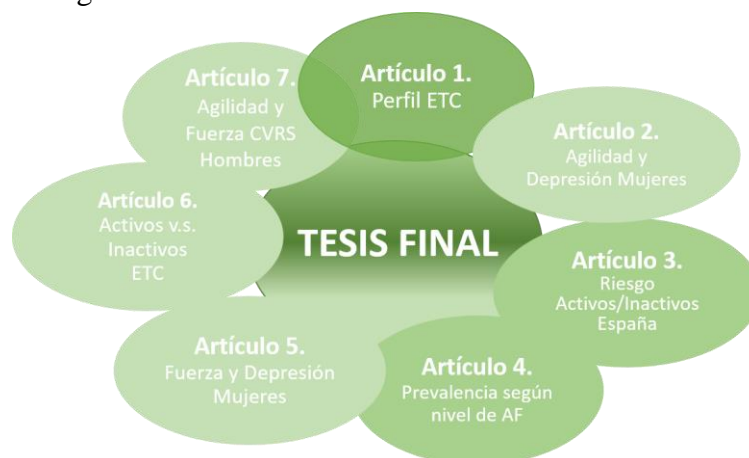 Artículo 1.
Perfil ETC
Artículo 2.
Agilidad y
Depresión Mujeres
Artículo 3.
Riesgo
Activos/Inactivos
España
Artículo 4.
Prevalencia según
nivel de AF
Artículo 5.
Fuerza y Depresión
Mujeres
Artículo 6.
Activos v.s.
Inactivos
ETC
Artículo 7.
Agilidad y
Fuerza CVRS
Hombres
TESIS FINAL